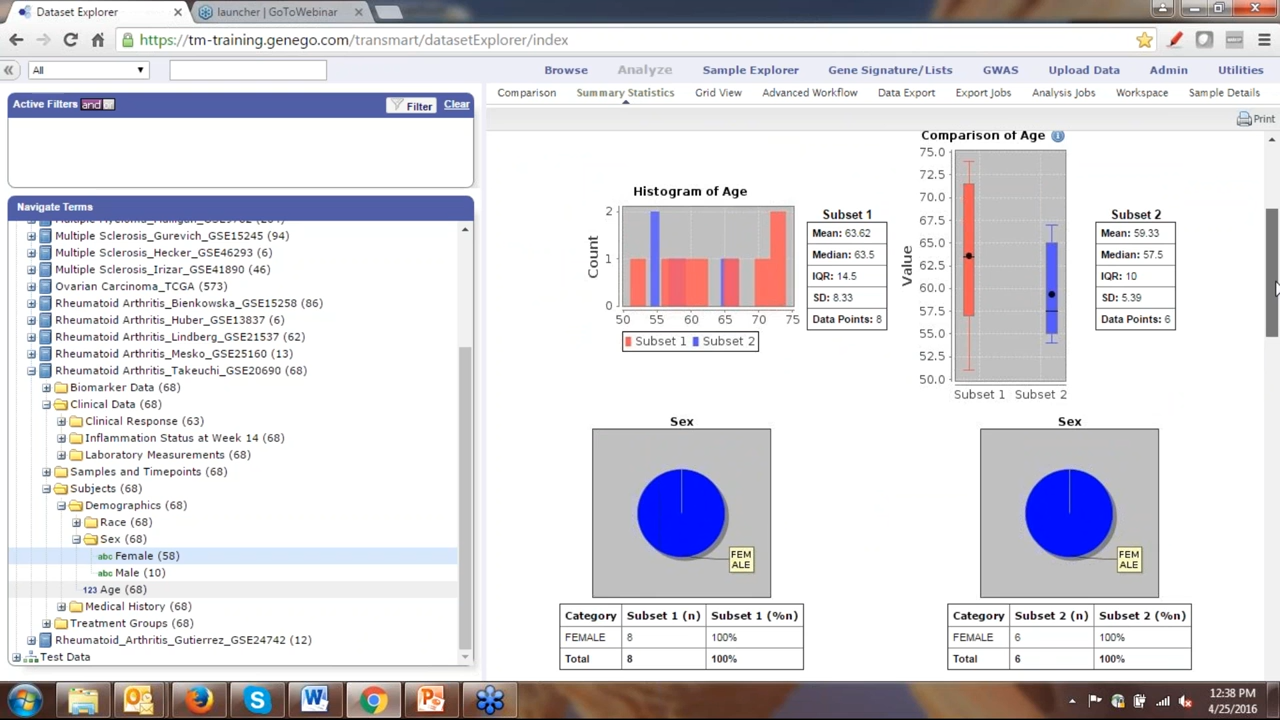 Dataset Explorer
launcher | GoToWebinar
https://tm-training.genego.com/transmart/datasetExplorer/index
All
Browse Analyze Sample Explorer Gene Signature/Lists GWAS Upload Data Admin Utilities
Comparison Summary Statistics Grid View Advanced Workflow Data Export Export Jobs Analysis Jobs Workspace Sample Details
Active Filters and or Filter Clear
Print
Navigate Terms
Multiple Sclerosis_Gurevich_GSE15245 (94)
Multiple Sclerosis_Hecker_GSE46293 (6)
Multiple Sclerosis_Irizar_GSE41890 (46)
Ovarian Carcinoma_TCGA (573)
Rheumatoid Arthritis_Bienkowska_GSE15258 (86)
Rheumatoid Arthritis_Huber_GSE13837 (6)
Rheumatoid Arthritis_Lindberg_GSE21537 (62)
Rheumatoid Arthritis_Mesko_GSE25160 (13)
Rheumatoid Arthritis_Takeuchi_GSE20690 (68)
Biomarker Data (68)
Clinical Data (68)
Clinical Response (63)
Inflammation Status at Week 14 (68)
Laboratory Measurements (68)
Samples and Timepoints (68)
Subjects (68)
Demographics (68)
Race (68)
Sex (68)
abc Female (58)
abc Male (10)
123 Age (68)
Medical History (68)
Treatment Groups (68)
Rheumatoid_Arthritis_Gutierrez_GSE24742 (12)
Test Data
Histogram of Age
Count
2
1
0
50 55 60 65 70 75
Subset 1 Subset 2
Subset 1
Mean: 63.62
Median: 63.5
IQR: 14.5
SD: 8.33
Data Points: 8
Comparison of Age
Value
75.0
72.5
70.0
67.5
65.0
62.5
60.0
57.5
55.0
52.5
50.0
Subset 1 Subset 2
Subset 2
Mean: 59.33
Median: 57.5
IQR: 10
SD: 5.39
Data Points: 6
Sex
FEM
ALE
Category Subset 1 (n) Subset 1 (%n)
FEMALE 8 100%
Total 8 100%
Sex
FEM
ALE
Category Subset 2 (n) Subset 2 (%n)
FEMALE 6 100%
Total 6 100%
12:38 PM
4/25/2016